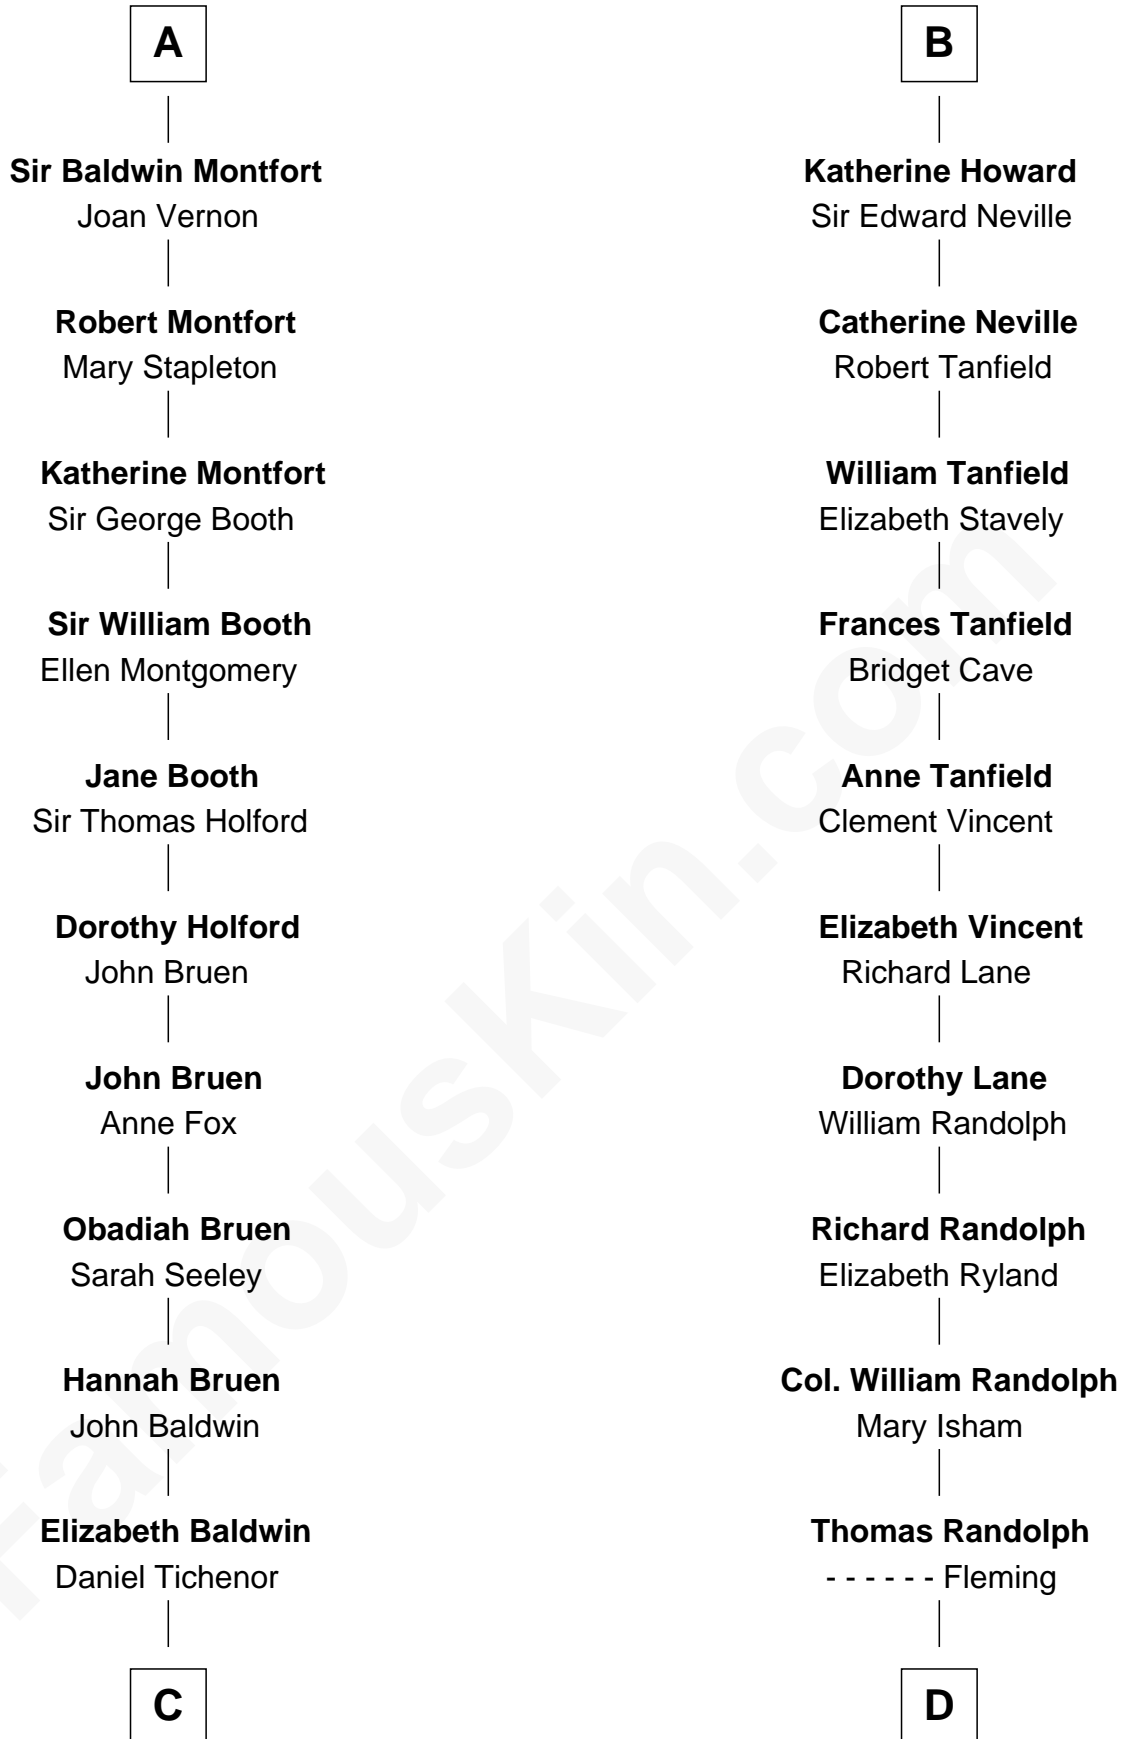 A
Sir Baldwin Montfort
Joan Vernon
Robert Montfort
Mary Stapleton
Katherine Montfort
Sir George Booth
Sir William Booth
Ellen Montgomery
Jane Booth
Sir Thomas Holford
Dorothy Holford
John Bruen
John Bruen
Anne Fox
Obadiah Bruen
Sarah Seeley
Hannah Bruen
John Baldwin
Elizabeth Baldwin
Daniel Tichenor
C
B
Katherine Howard
Sir Edward Neville
Catherine Neville
Robert Tanfield
William Tanfield
Elizabeth Stavely
Frances Tanfield
Bridget Cave
Anne Tanfield
Clement Vincent
Elizabeth Vincent
Richard Lane
Dorothy Lane
William Randolph
Richard Randolph
Elizabeth Ryland
Col. William Randolph
Mary Isham
Thomas Randolph
- - - - - - Fleming
D
FamousKin.com